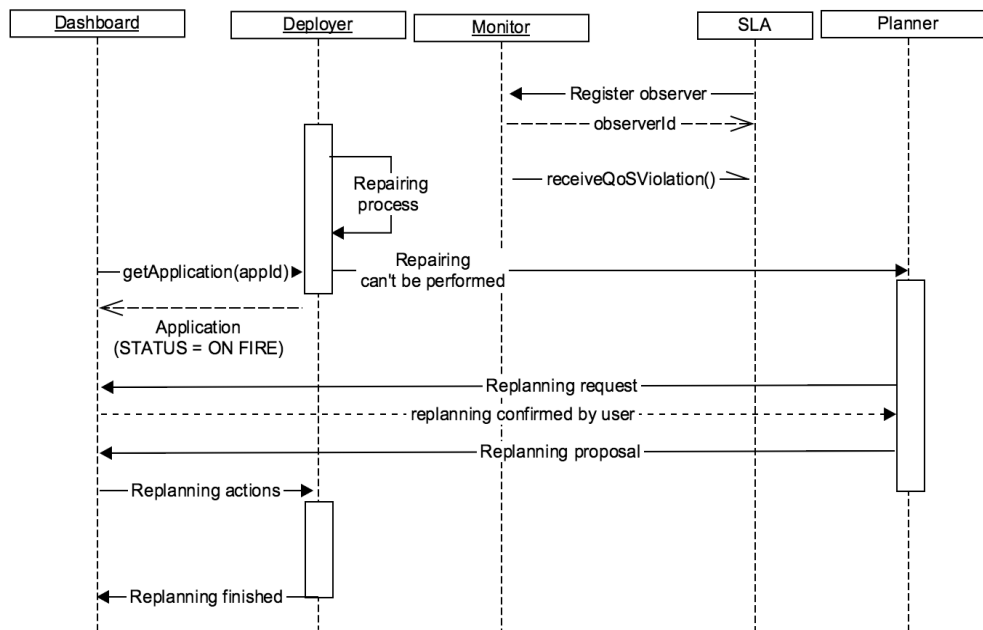 Dashboard
Deployer
Monitor
SLA
Planner
Register observer
observerId
receiveQoSViolation()
Repairing
process
getApplication(appId)
Repairing
can't be performed
Application
(STATUS = ON FIRE)
Replanning request
replanning confirmed by user
Replanning proposal
Replanning actions
Replanning finished